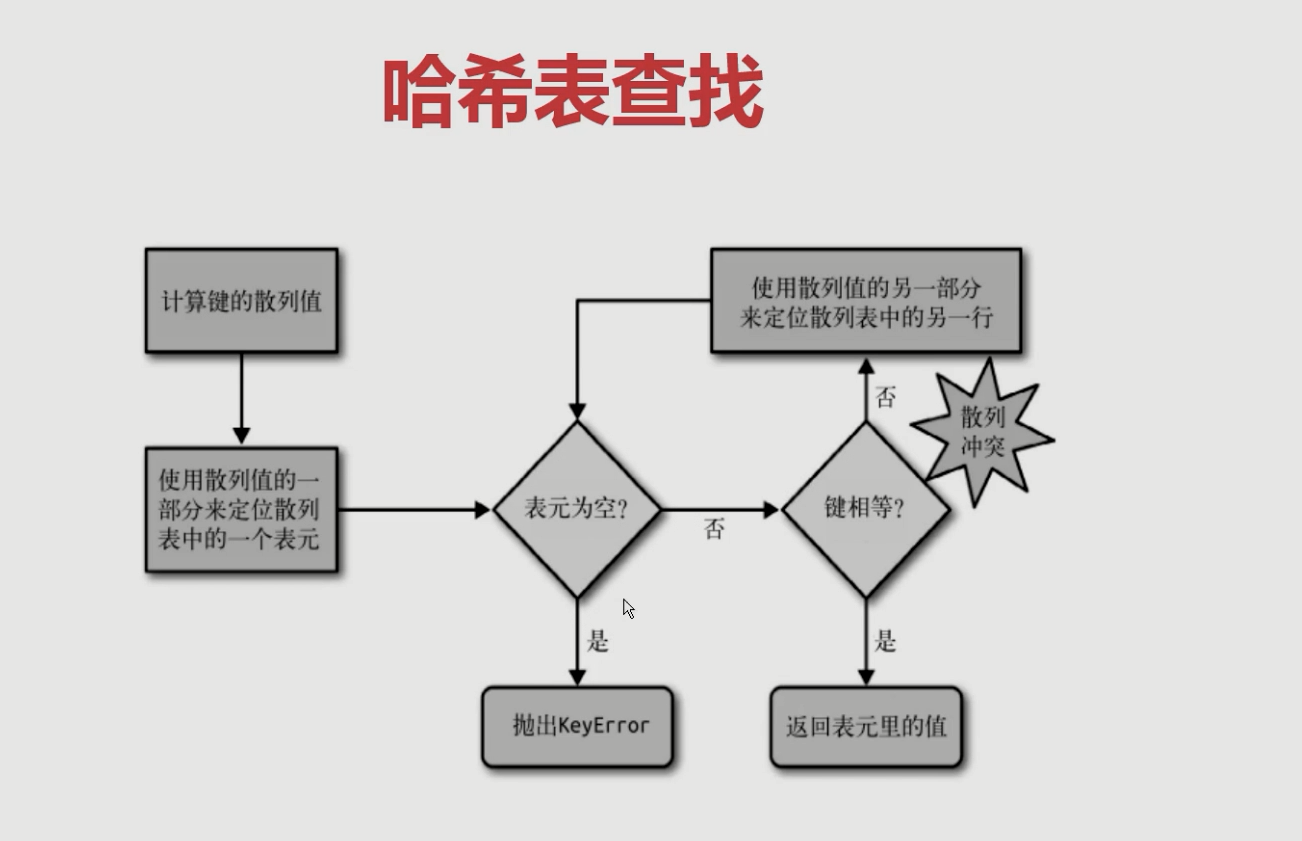 哈希表查找
计算键的散列值
使用散列值的另一部分
来定位散列表中的另一行
否
散列
冲突
使用散列值的一
部分来定位散列
表中的一个表元
表元为空?
否
键相等?
是
是
抛出KeyError
返回表元里的值